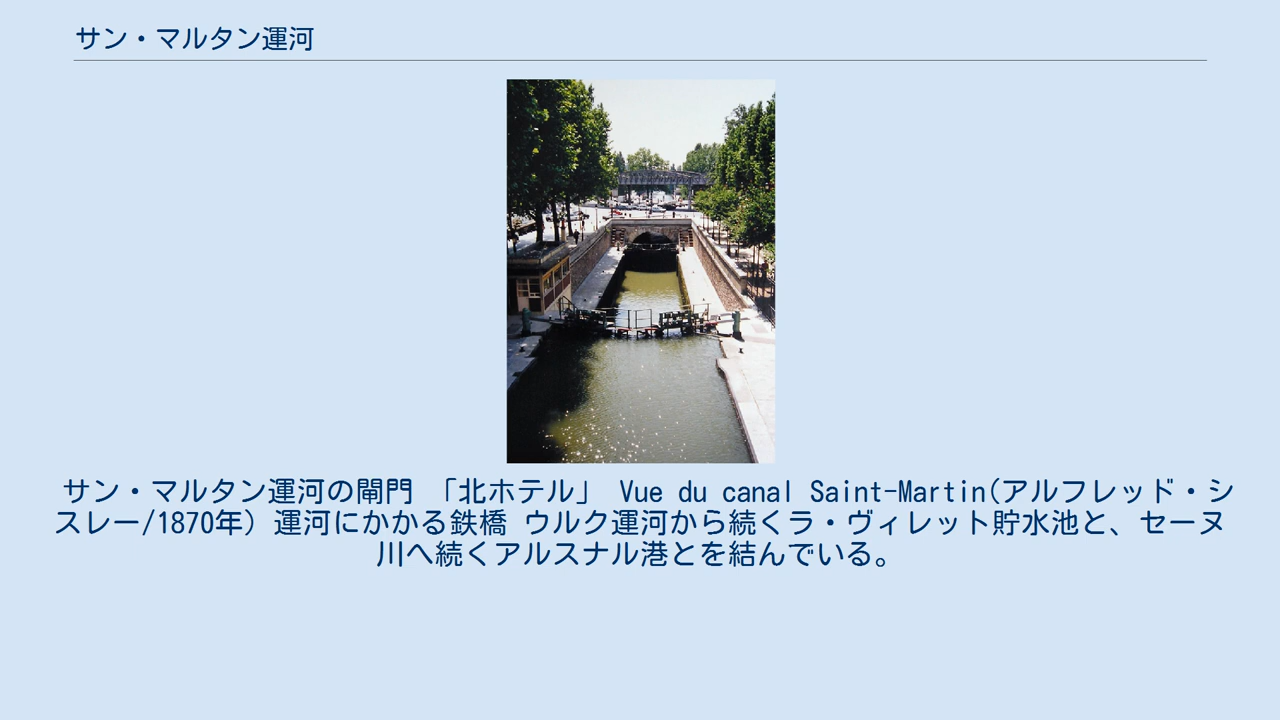 サン・マルタン運河
サン・マルタン運河の閘門 「北ホテル」 Vue du canal Saint-Martin(アルフレッド・シ
スレー/1870年) 運河にかかる鉄橋 ウルク運河から続くラ・ヴィレット貯水池と、セーヌ
川へ続くアルスナル港とを結んでいる。